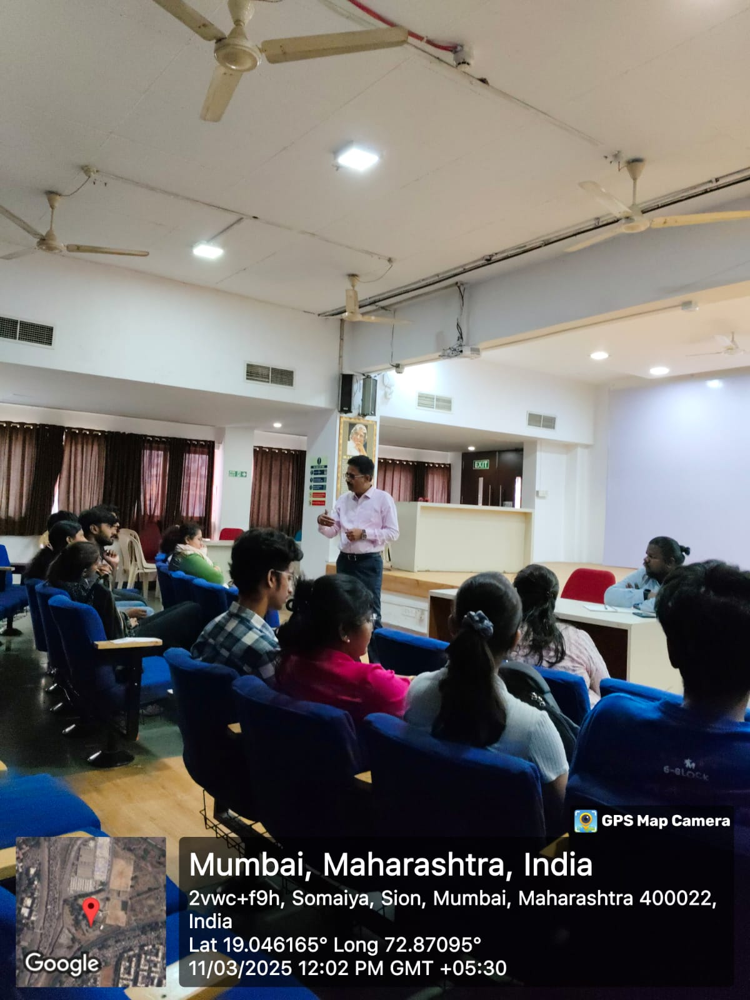 EXIT
G-BLOCK
GPS Map Camera
Mumbai, Maharashtra, India
2vwc+f9h, Somaiya, Sion, Mumbai, Maharashtra 400022,
India
Lat 19.046165° Long 72.87095°
11/03/2025 12:02 PM GMT +05:30
Google